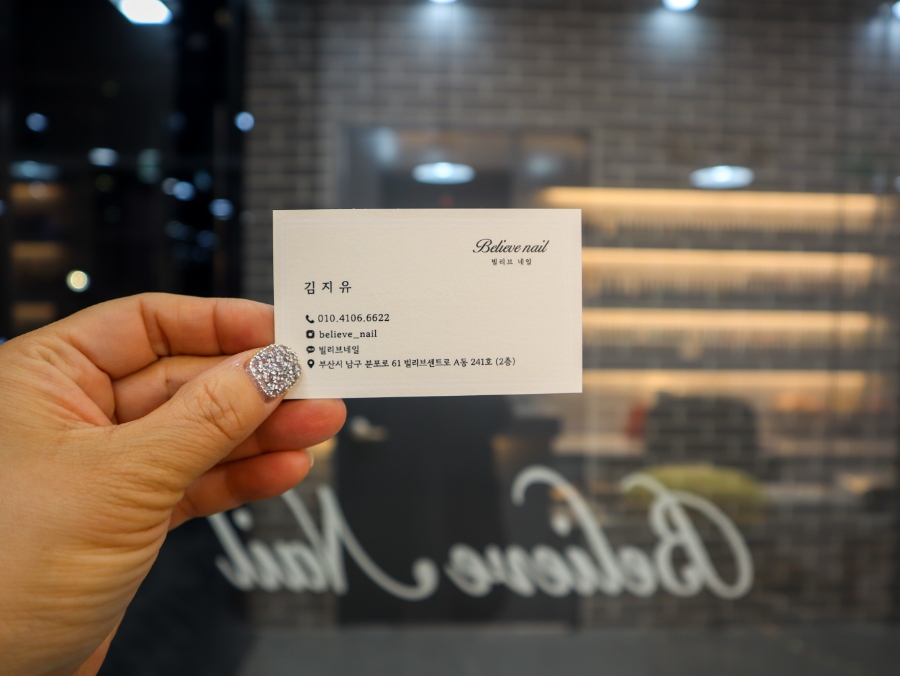 Believe nail
빌리브 네일
김지유
010.4106.6622
believe_nail
빌리브네일
부산시 남구 분포로 61 빌리브센트로 A동 241호 (2층)
Believe Nail